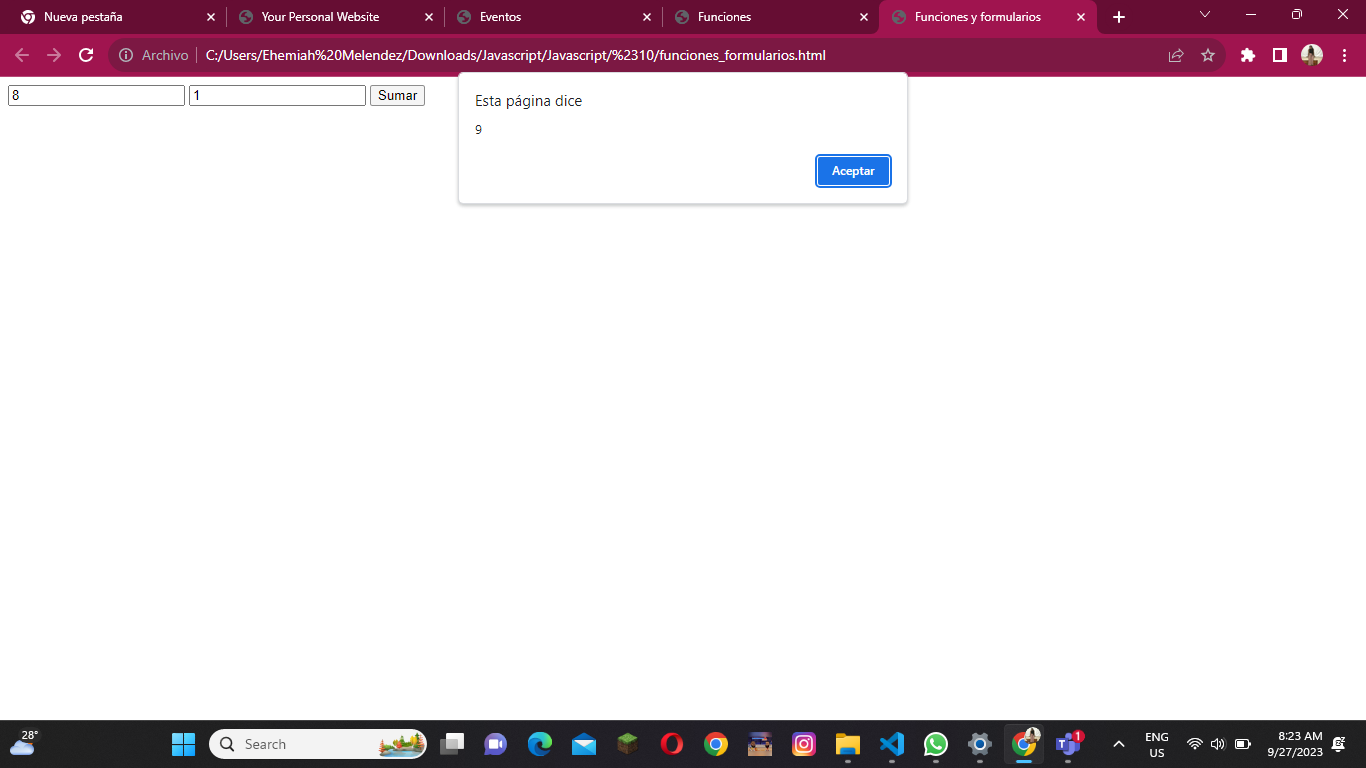 Nueva pestaña
Your Personal Website
Eventos
Funciones
Funciones y formularios
Archivo
C:/Users/Ehemiah%20Melendez/Downloads/Javascript/Javascript/%2310/funciones_formularios.html
8
1
Sumar
Esta página dice
9
Aceptar
28°
Search
1
ENG
US
8:23 AM
9/27/2023